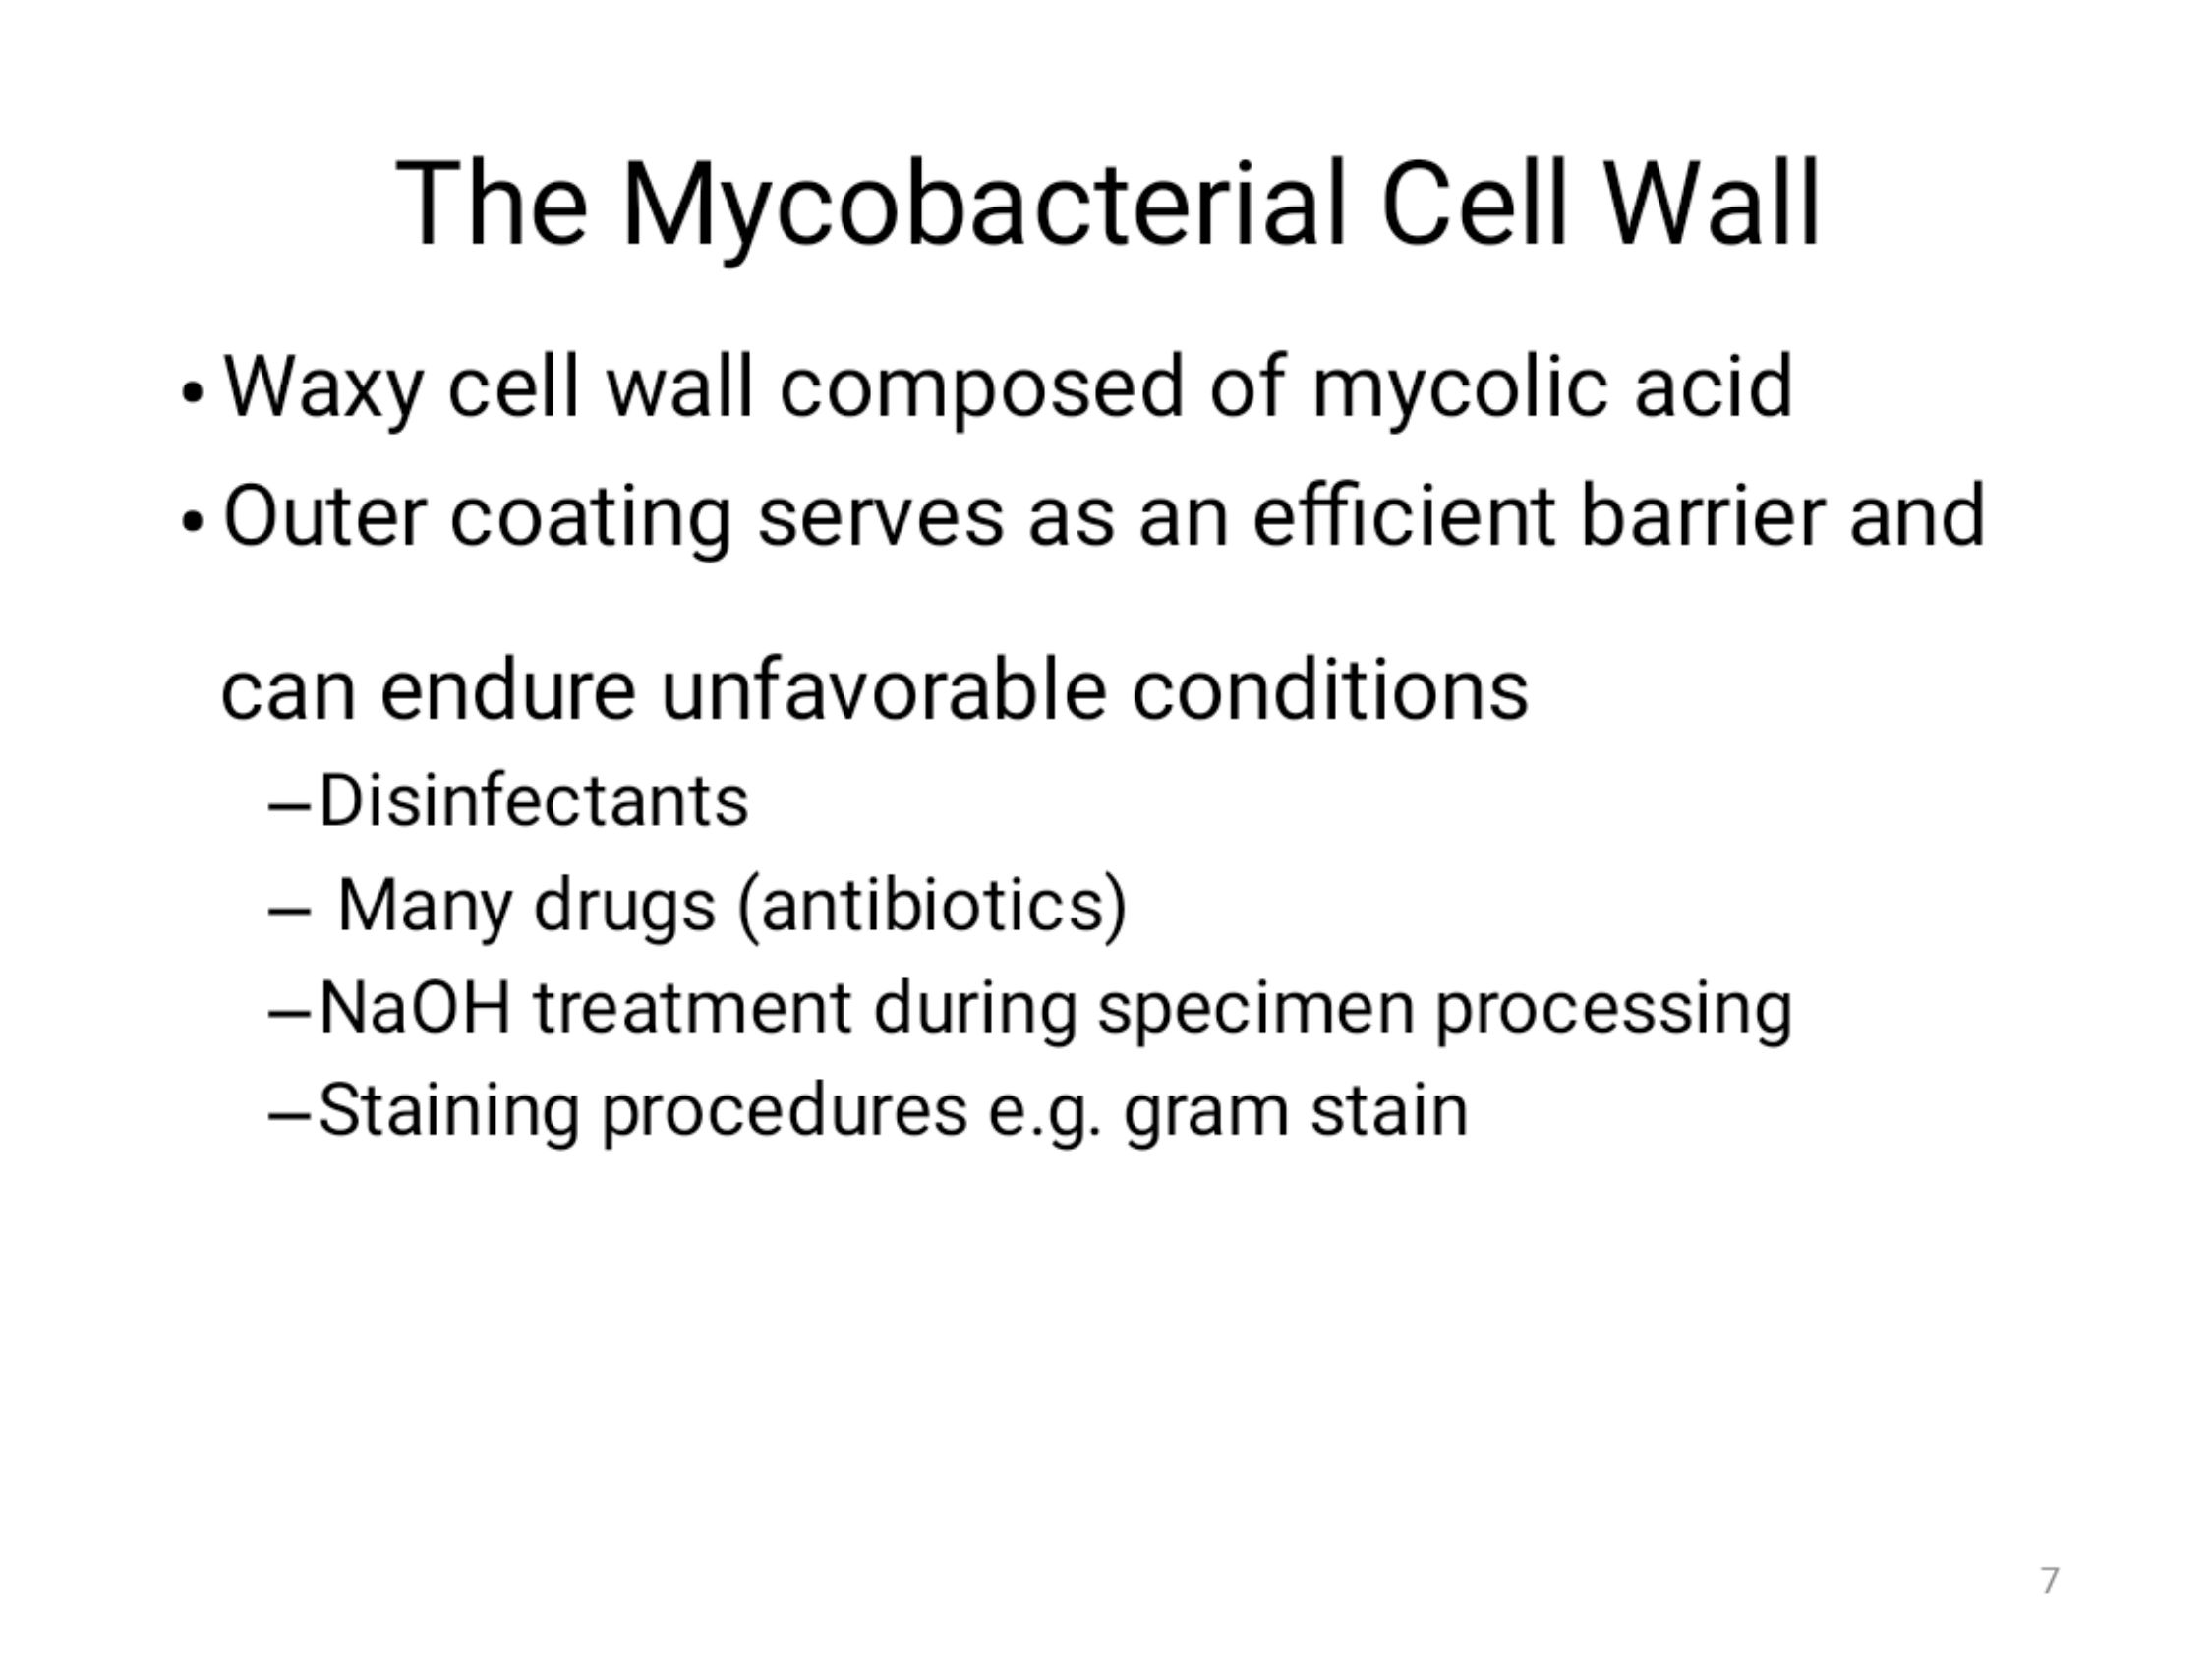 The Mycobacterial Cell Wall
• Waxy cell wall composed of mycolic acid
• Outer coating serves as an efficient barrier and
can endure unfavorable conditions
–Disinfectants
– Many drugs (antibiotics)
–NaOH treatment during specimen processing
–Staining procedures e.g. gram stain
7